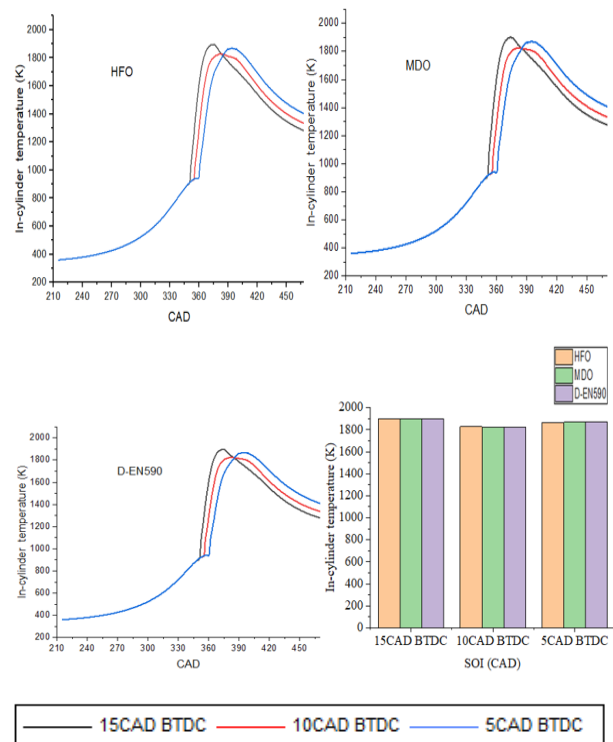 In-cylinder temperature (K)
2000
1800
1600
1400
1200
1000
800
600
400
200
HFO
210 240 270 300 330 360 390 420 450
CAD
In-cylinder temperature (K)
2000
1800
1600
1400
1200
1000
800
600
400
200
MDO
210 240 270 300 330 360 390 420 450
CAD
In-cylinder temperature (K)
2000
1800
1600
1400
1200
1000
800
600
400
200
D-EN590
210 240 270 300 330 360 390 420 450
CAD
HFO
MDO
D-EN590
In-cylinder temperature (K)
2000
1800
1600
1400
1200
1000
800
600
400
200
0
15CAD BTDC 10CAD BTDC 5CAD BTDC
SOI (CAD)
15CAD BTDC 10CAD BTDC 5CAD BTDC